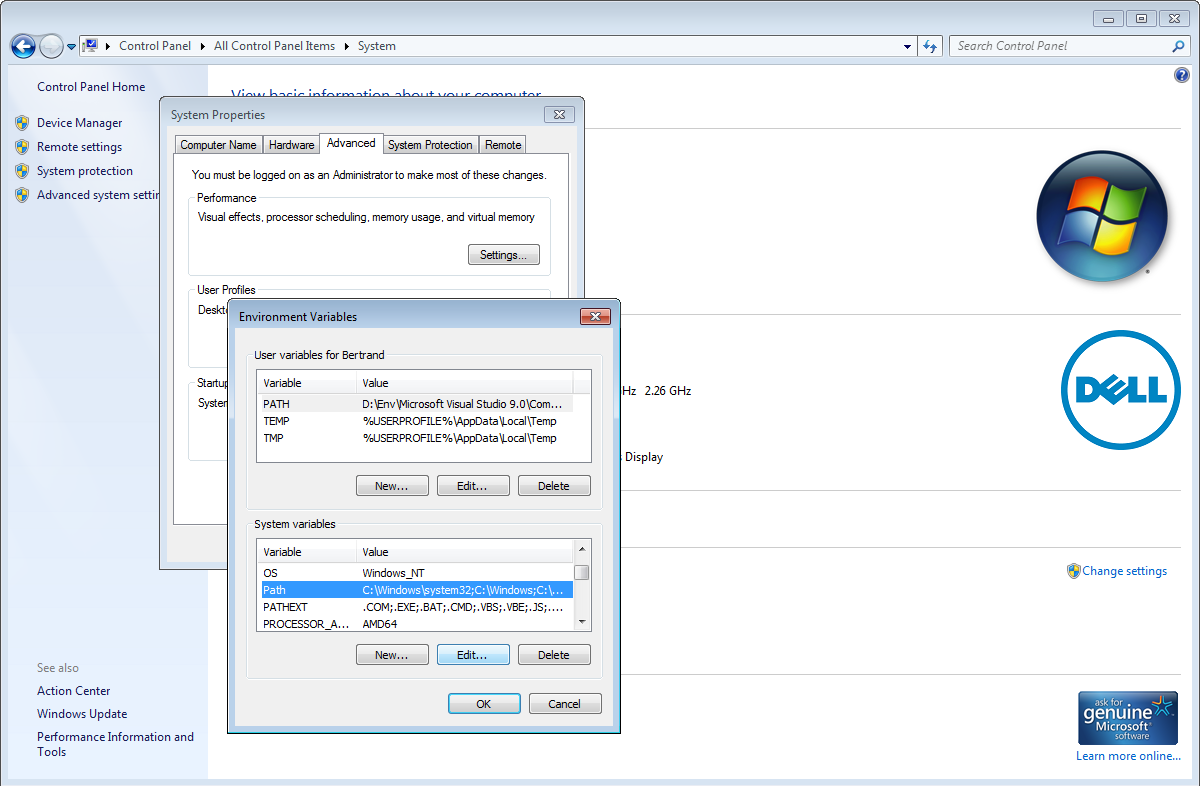 Control Panel
All Control Panel Items
System
Search Control Panel
Control Panel Home
Device Manager
Remote settings
System protection
Advanced system settin
View basic information about your computer
System Properties
Computer Name
Hardware
Advanced
System Protection
Remote
You must be logged on as an Administrator to make most of these changes.
Performance
Visual effects, processor scheduling, memory usage, and virtual memory
Settings...
User Profiles
Deskto
Startup
System
Environment Variables
User variables for Bertrand
Variable Value
PATH D:\Env\Microsoft Visual Studio 9.0\Com...
TEMP %USERPROFILE%\AppData\Local\Temp
TMP %USERPROFILE%\AppData\Local\Temp
New... Edit... Delete
System variables
Variable Value
OS Windows_NT
Path C:\Windows\system32;C:\Windows;C:\...
PATHEXT .COM;.EXE;.BAT;.CMD;.VBS;.VBE;.JS;....
PROCESSOR_A... AMD64
New... Edit... Delete
OK Cancel
Hz 2.26 GHz
Display
DELL
Change settings
See also
Action Center
Windows Update
Performance Information and
Tools
ask for
genuine
Microsoft
software
Learn more online...